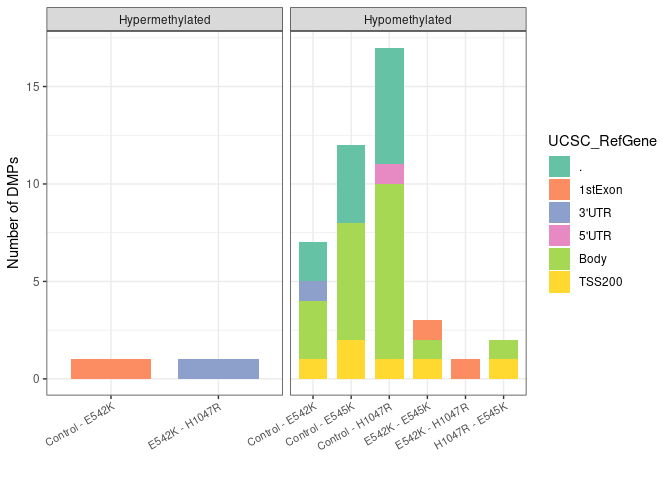 Hypermethylated
Hypomethylated
Number of DMPs
15
10
5
0
Control - E542K
E542K - H1047R
Control - E542K
Control - E545K
Control - H1047R
E542K - E545K
E542K - H1047R
H1047R - E545K
UCSC_RefGene
.
1stExon
3'UTR
5'UTR
Body
TSS200